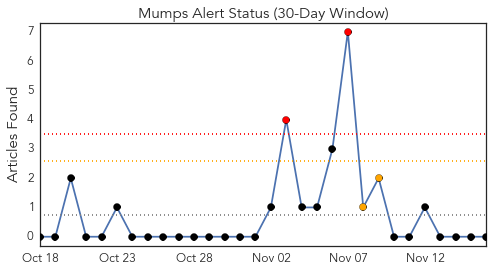 Mumps Alert Status (30-Day Window)
Articles Found
7
6
5
4
3
2
1
0
Oct 18
Oct 23
Oct 28
Nov 02
Nov 07
Nov 12